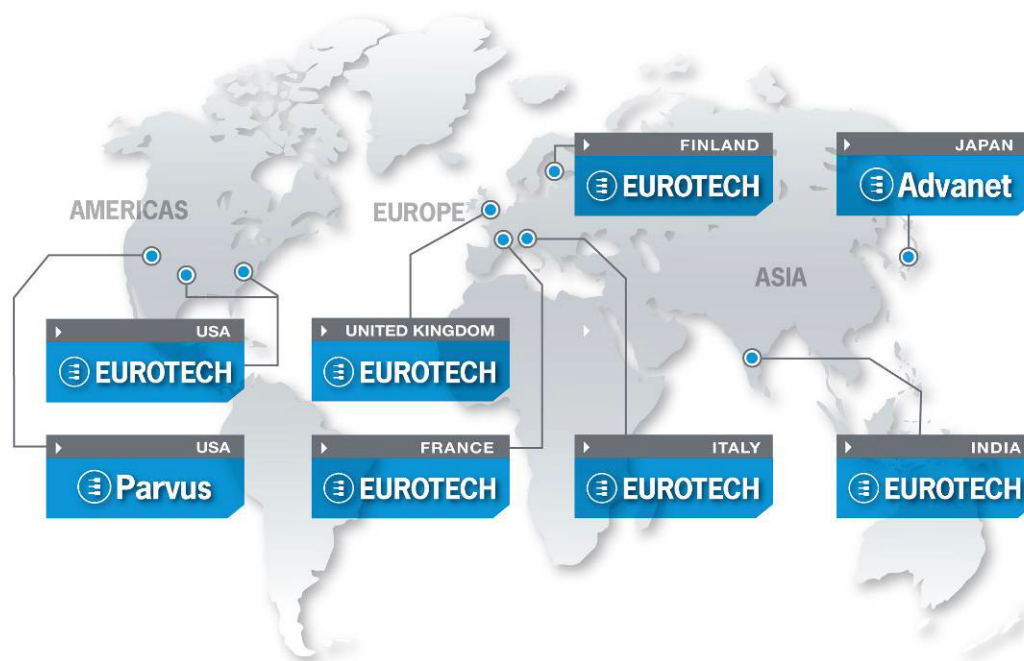 FINLAND
EUROTECH
JAPAN
Advanet
AMERICAS
EUROPE
ASIA
USA
EUROTECH
UNITED KINGDOM
EUROTECH
USA
Parvus
FRANCE
EUROTECH
ITALY
EUROTECH
INDIA
EUROTECH